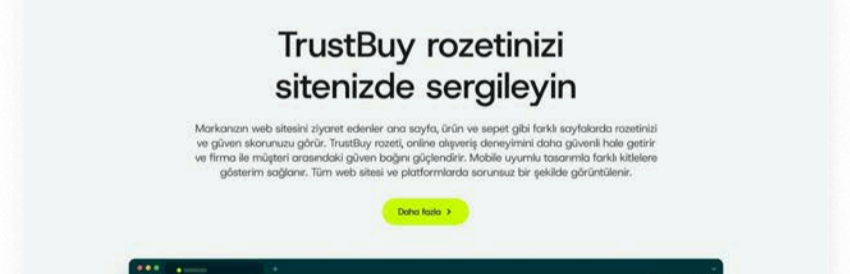 TrustBuy rozetinizi
sitenizde sergileyin
Markanızın web sitesini ziyaret edenler ana sayfa, ürün ve sepet gibi farklı sayfalarda rozetinizi
ve güven skorunuzu görür. TrustBuy rozeti, online alışveriş deneyimini daha güvenli hale getirir
ve firma ile müşteri arasındaki güven bağını güçlendirir. Mobile uyumlu tasarımla farklı kitlelere
gösterim sağlanır. Tüm web sitesi ve platformlarda sorunsuz bir şekilde görüntülenir.
Daha fazla >